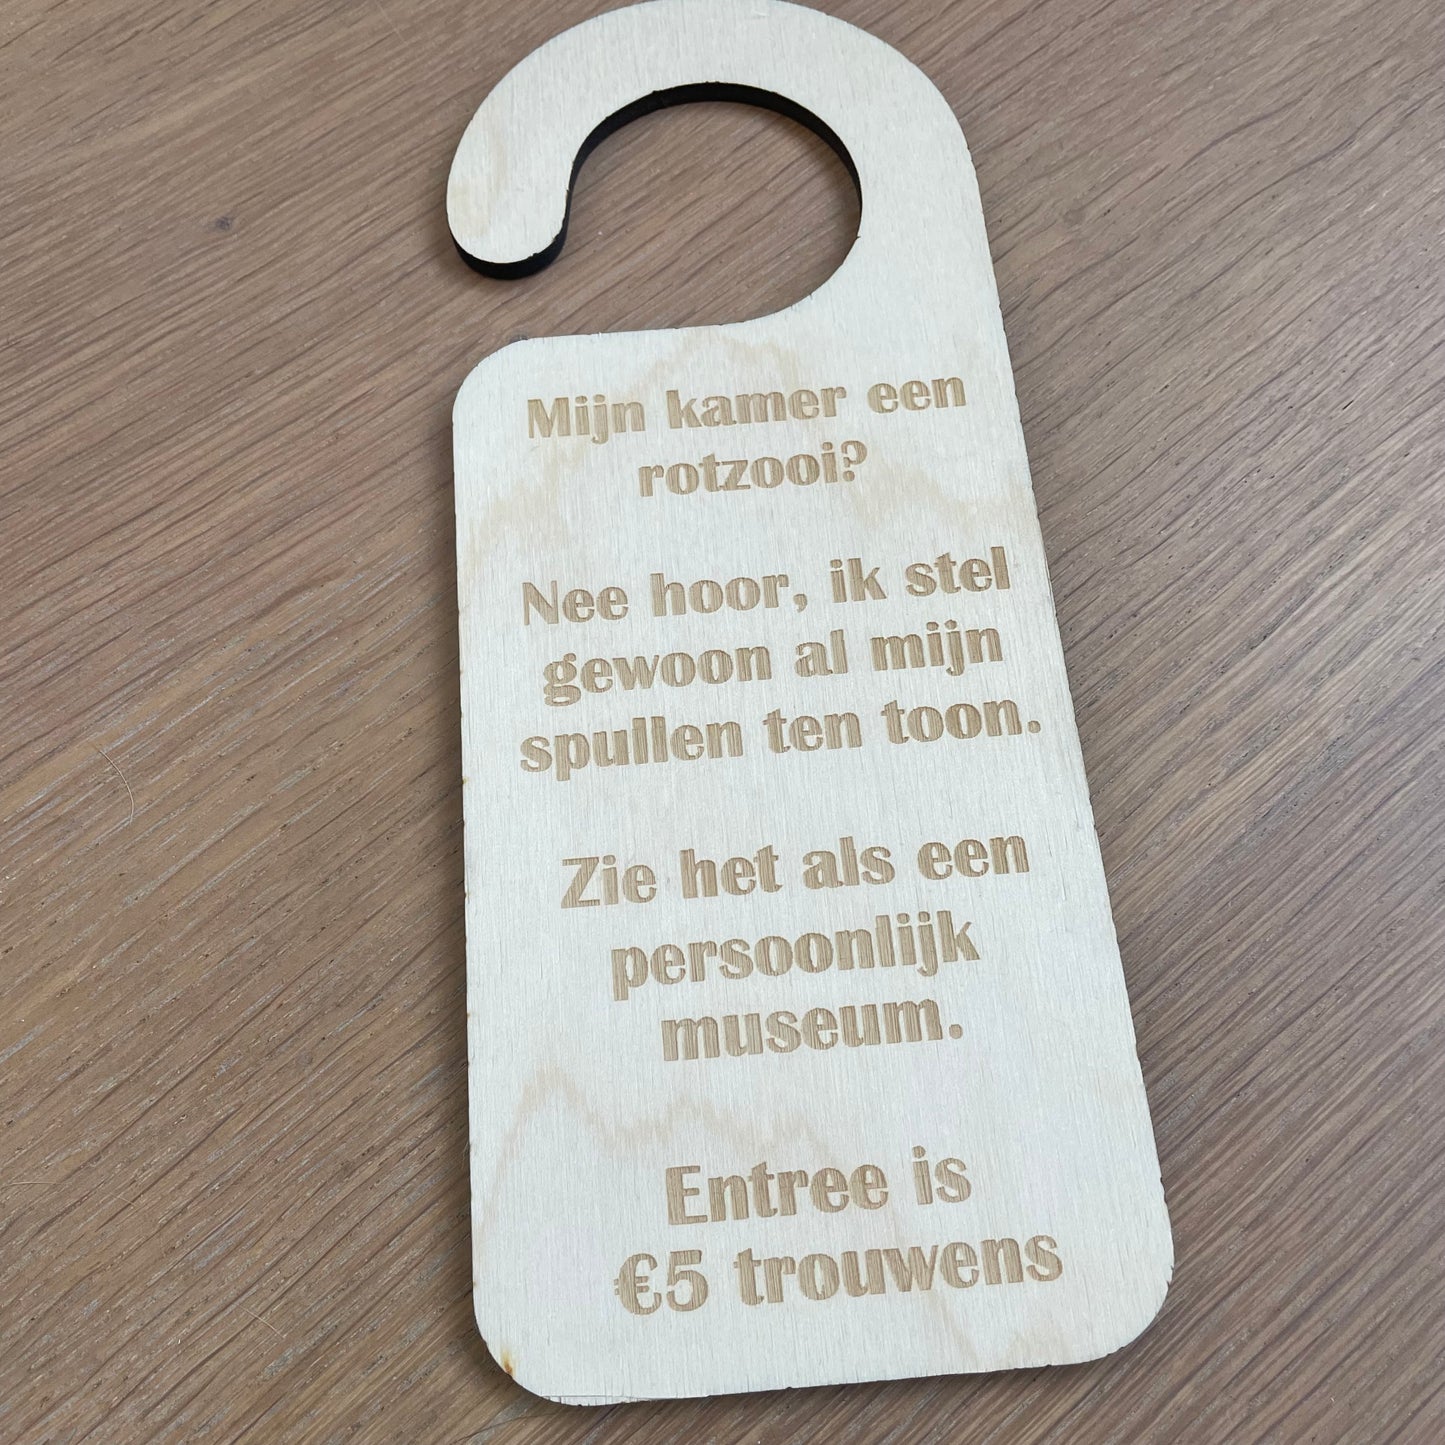 Mijn kamer een
rotzooi?
Nee hoor, ik stel
gewoon al mijn
spullen ten toon.
Zie het als een
persoonlijk
museum.
Entree is
€5 trouwens